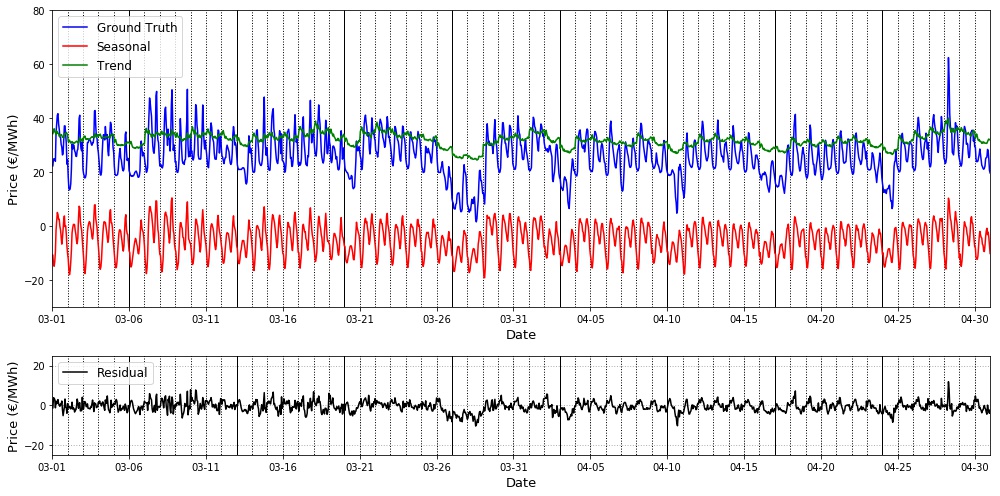 80
60
40
20
0
−20
Price (€/MWh)
Ground Truth
Seasonal
Trend
03-01 03-06 03-11 03-16 03-21 03-26 03-31 04-05 04-10 04-15 04-20 04-25 04-30
Date
20
0
−20
Price (€/MWh)
Residual
03-01 03-06 03-11 03-16 03-21 03-26 03-31 04-05 04-10 04-15 04-20 04-25 04-30
Date